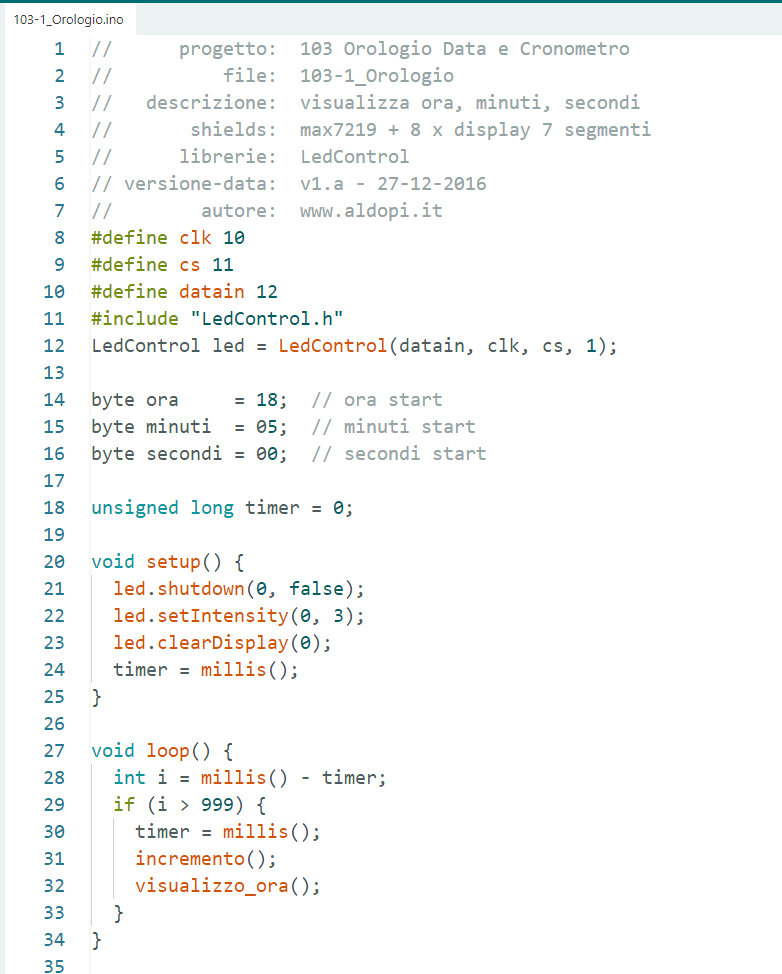 103-1_Orologio.ino
1 //      progetto:  103 Orologio Data e Cronometro
2 //          file:  103-1_Orologio
3 //   descrizione:  visualizza ora, minuti, secondi
4 //       shields:  max7219 + 8 x display 7 segmenti
5 //      librerie:  LedControl
6 // versione-data:  v1.a - 27-12-2016
7 //        autore:  www.aldopi.it
8 #define clk 10
9 #define cs 11
10 #define datain 12
11 #include "LedControl.h"
12 LedControl led = LedControl(datain, clk, cs, 1);
13
14 byte ora     = 18;  // ora start
15 byte minuti  = 05;  // minuti start
16 byte secondi = 00;  // secondi start
17
18 unsigned long timer = 0;
19
20 void setup() {
21   led.shutdown(0, false);
22   led.setIntensity(0, 3);
23   led.clearDisplay(0);
24   timer = millis();
25 }
26
27 void loop() {
28   int i = millis() - timer;
29   if (i > 999) {
30     timer = millis();
31     incremento();
32     visualizzo_ora();
33   }
34 }
35